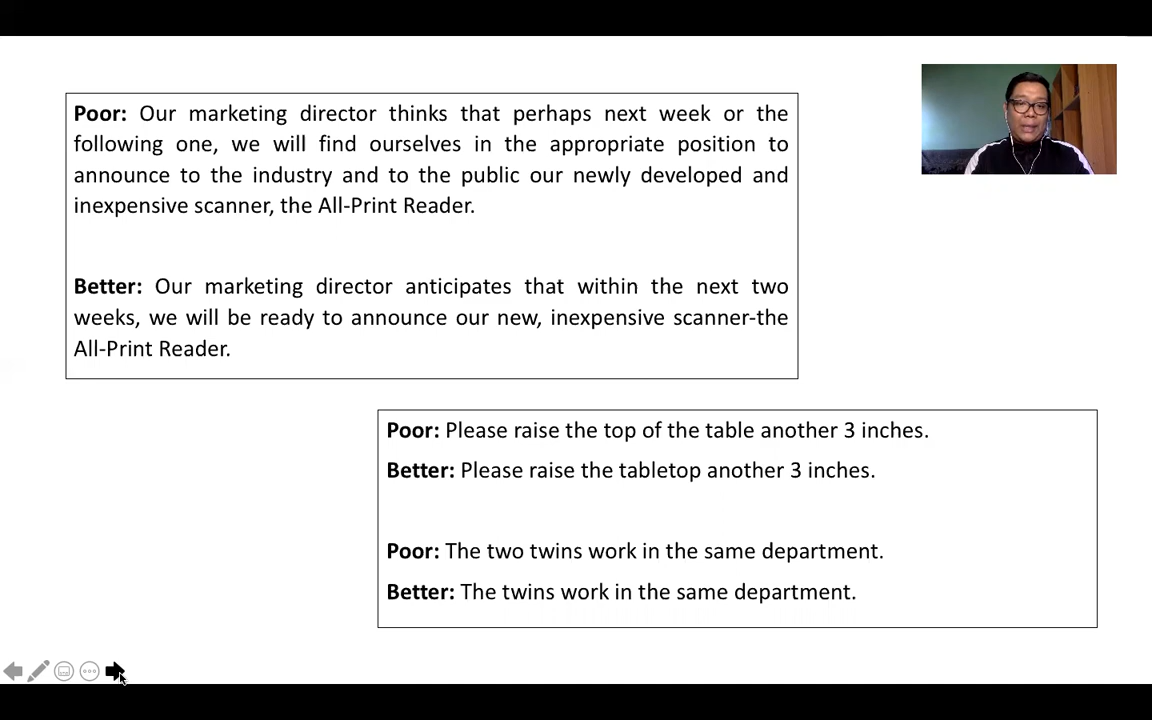 Poor: Our marketing director thinks that perhaps next week or the
following one, we will find ourselves in the appropriate position to
announce to the industry and to the public our newly developed and
inexpensive scanner, the All-Print Reader.
Better: Our marketing director anticipates that within the next two
weeks, we will be ready to announce our new, inexpensive scanner-the
All-Print Reader.
Poor: Please raise the top of the table another 3 inches.
Better: Please raise the tabletop another 3 inches.
Poor: The two twins work in the same department.
Better: The twins work in the same department.